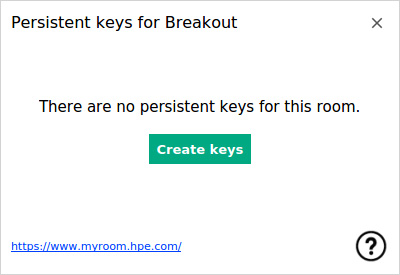 Persistent keys for Breakout
There are no persistent keys for this room.
Create keys
https://www.myroom.hpe.com/
?